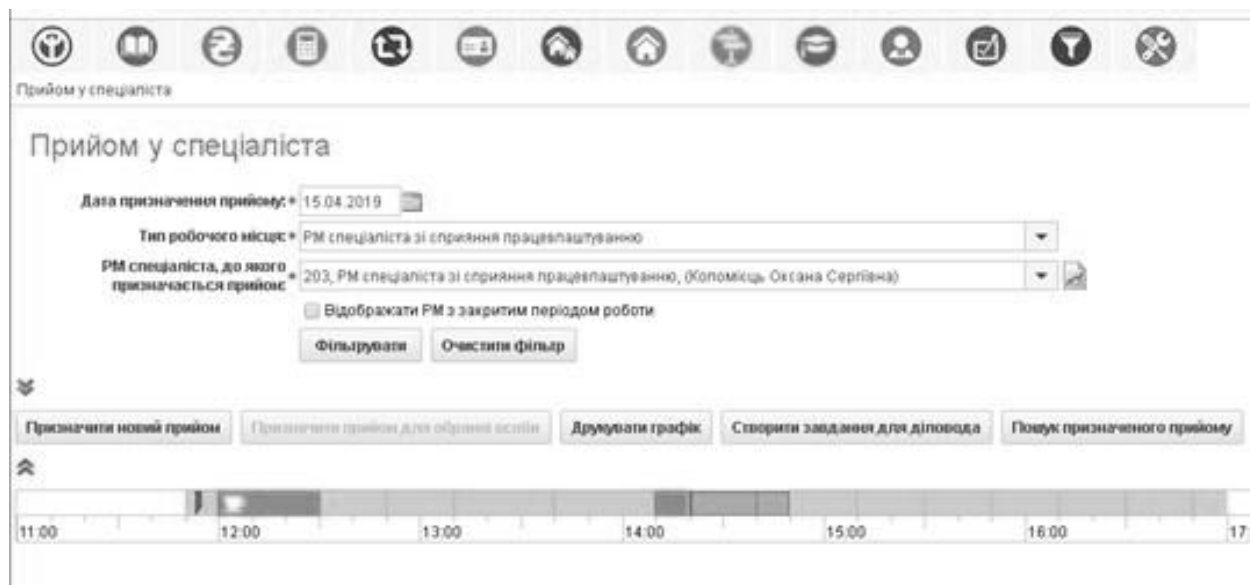 Прийом у спеціаліста
Прийом у спеціаліста
Дата призначення прийому: * 15.04.2019
Тип робочого місця: * РМ спеціаліста зі сприяння працевлаштуванню
РМ спеціаліста, до якого призначається прийом: * 203, РМ спеціаліста зі сприяння працевлаштуванню, (Коломієць Оксана Сергіївна)
Відображати РМ з закритим періодом роботи
Фільтрувати Очистити фільтр
Призначити новий прийом Призначити прийом для обраних осіб Друкувати графік Створити завдання для діловода Пошук призначеного прийому
11:00 12:00 13:00 14:00 15:00 16:00 17: